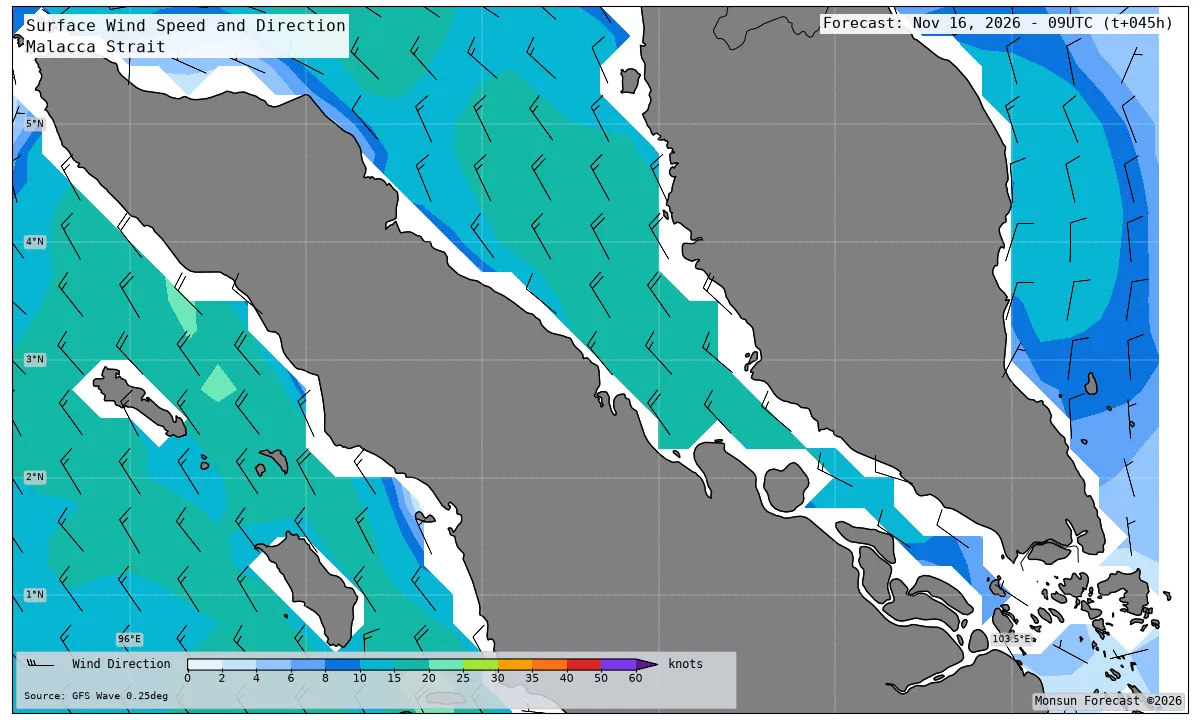 Surface Wind Speed and Direction
Malacca Strait
Forecast: Nov 16, 2026 - 09UTC (t+045h)
5°N
4°N
3°N
2°N
1°N
96°E
103.5°E
Wind Direction
knots
0 2 4 6 8 10 15 20 25 30 35 40 50 60
Source: GFS Wave 0.25deg
Monsun Forecast ©2026